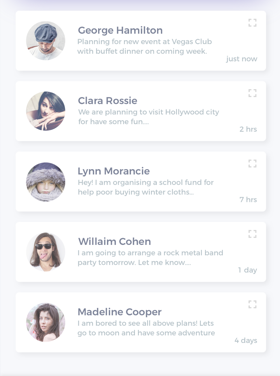 George Hamilton
Planning for new event at Vegas Club
with buffet dinner on coming week.
just now
Clara Rossie
We are planning to visit Hollywood city
for have some fun...
2 hrs
Lynn Morancie
Hey! I am organising a school fund for
help poor buying winter cloths...
7 hrs
Willaim Cohen
I am going to arrange a rock metal band
party tomorrow. Let me know...
1 day
Madeline Cooper
I am bored to see all above plans! Lets
go to moon and have some adventure
4 days